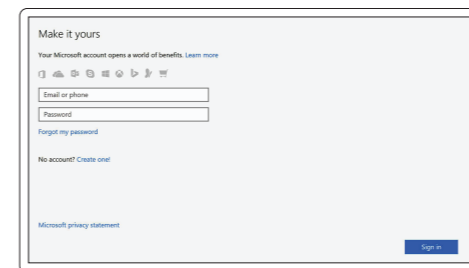 Make it yours
Your Microsoft account opens a world of benefits. Learn more
Email or phone
Password
Forgot my password
No account? Create one!
Microsoft privacy statement
Sign in